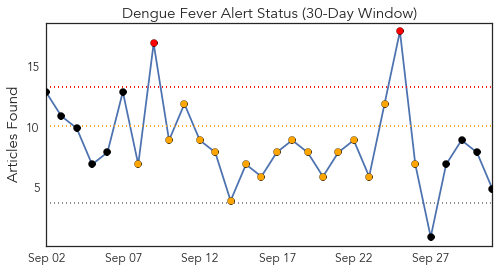 Dengue Fever Alert Status (30-Day Window)
Articles Found
15
10
5
Sep 02 Sep 07 Sep 12 Sep 17 Sep 22 Sep 27